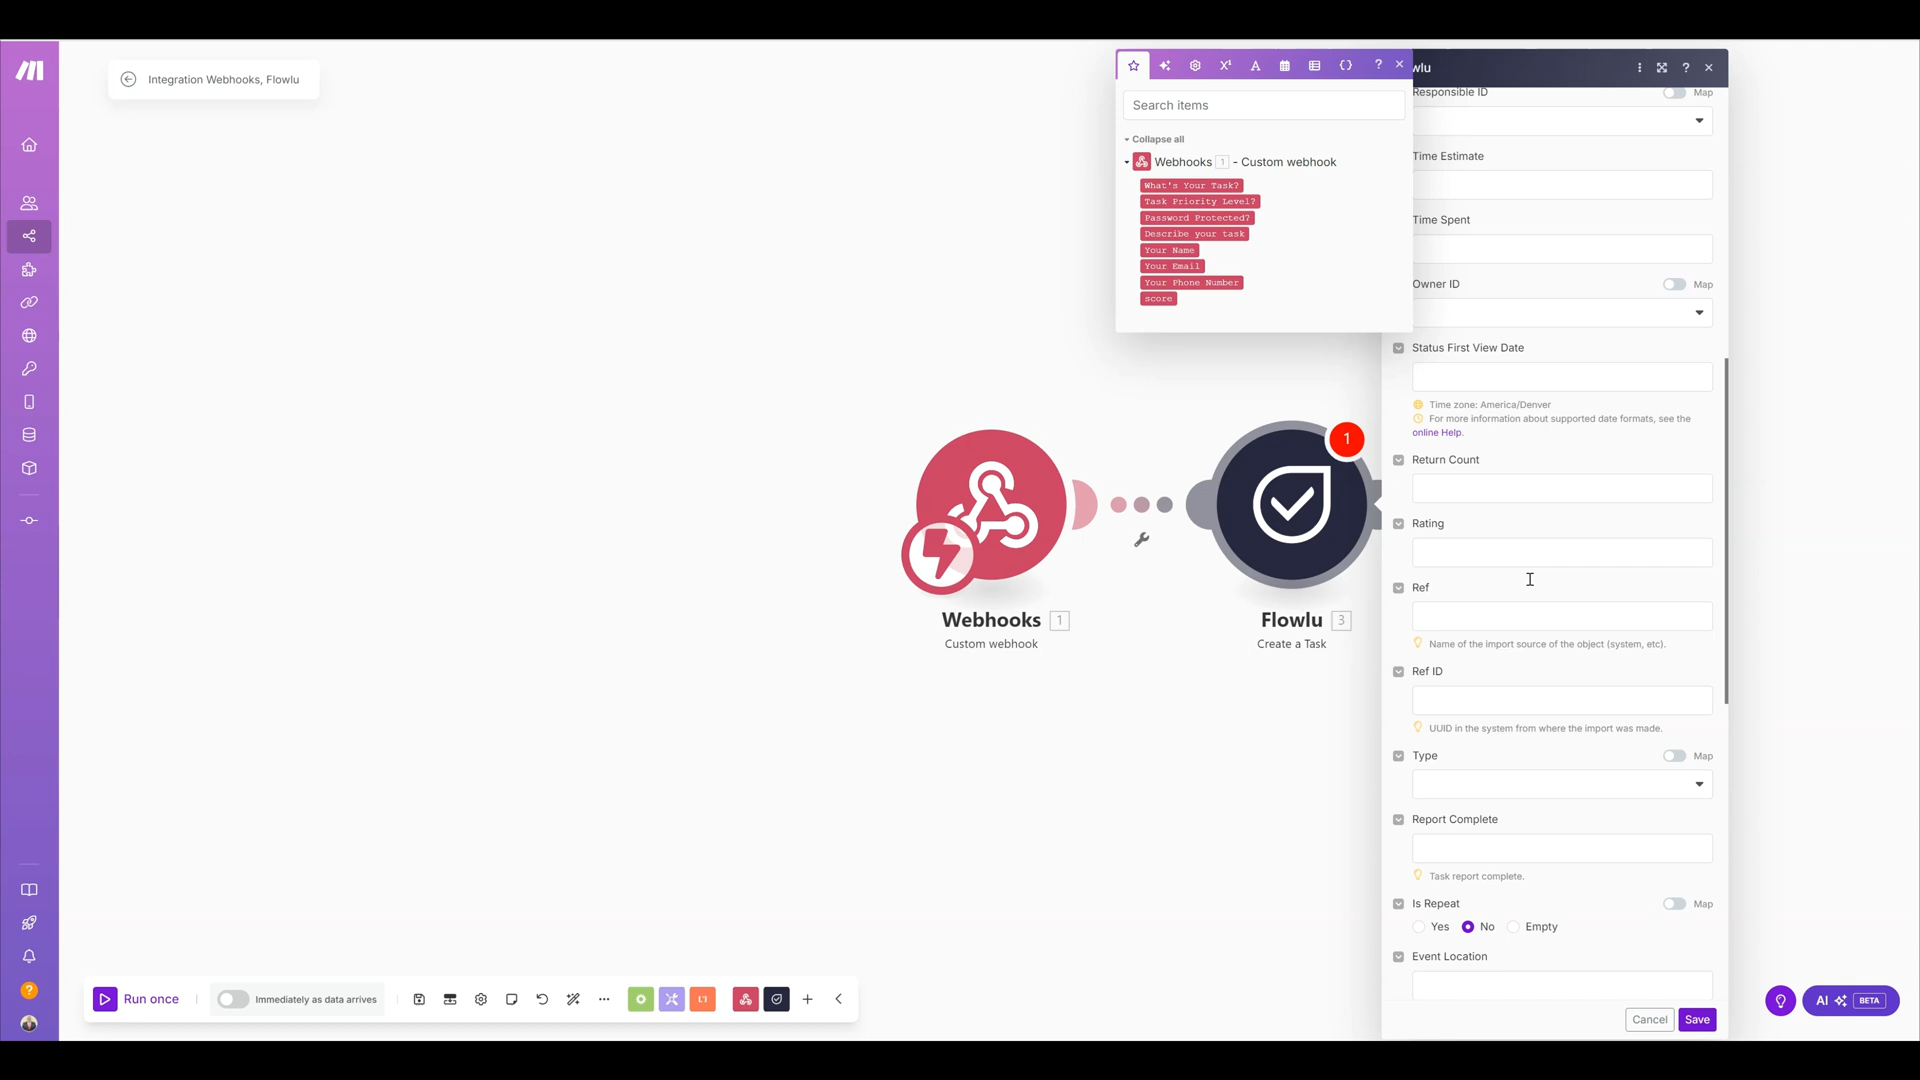 Integration Webhooks, Flowlu
wlu
Search items
Collapse all
Webhooks 1 - Custom webhook
What's Your Task?
Task Priority Level?
Password Protected?
Describe your task
Your Name
Your Email
Your Phone Number
score
Responsible ID
Map
Time Estimate
Time Spent
Owner ID
Map
Status First View Date
Time zone: America/Denver
For more information about supported date formats, see the
online Help.
Return Count
Rating
Ref
Name of the import source of the object (system, etc).
Ref ID
UUID in the system from where the import was made.
Type
Map
Report Complete
Task report complete.
Is Repeat
Map
Yes No Empty
Event Location
Cancel Save
1
Webhooks 1
Custom webhook
Flowlu 3
Create a Task
Run once
Immediately as data arrives
AI BETA